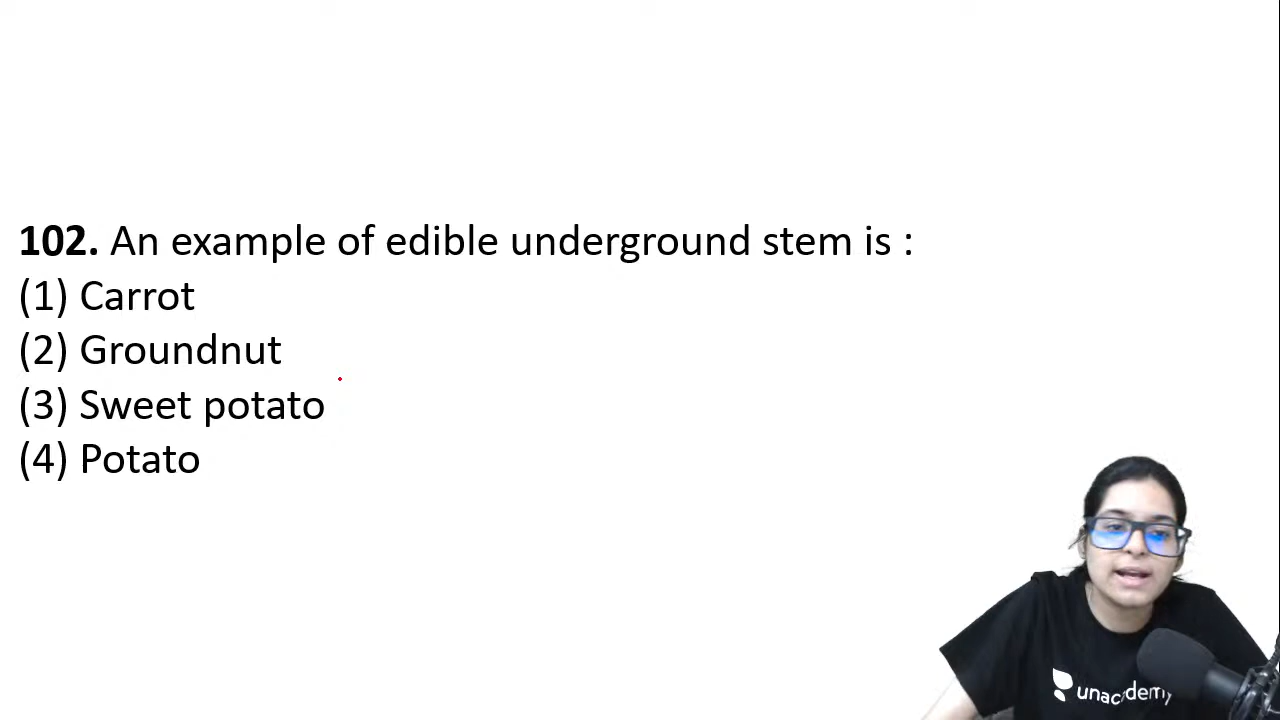 102. An example of edible underground stem is :
(1) Carrot
(2) Groundnut
(3) Sweet potato
(4) Potato
unacademy